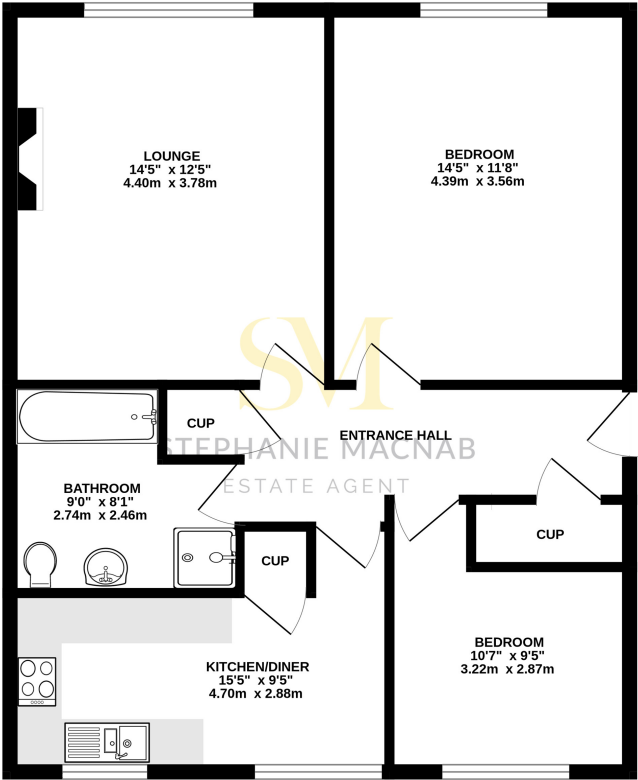 LOUNGE
14'5" x 12'5"
4.40m x 3.78m
BEDROOM
14'5" x 11'8"
4.39m x 3.56m
SM
CUP
ENTRANCE HALL
STEPHANIE MACNAB
ESTATE AGENT
BATHROOM
9'0" x 8'1"
2.74m x 2.46m
CUP
CUP
BEDROOM
10'7" x 9'5"
3.22m x 2.87m
KITCHEN/DINER
15'5" x 9'5"
4.70m x 2.88m